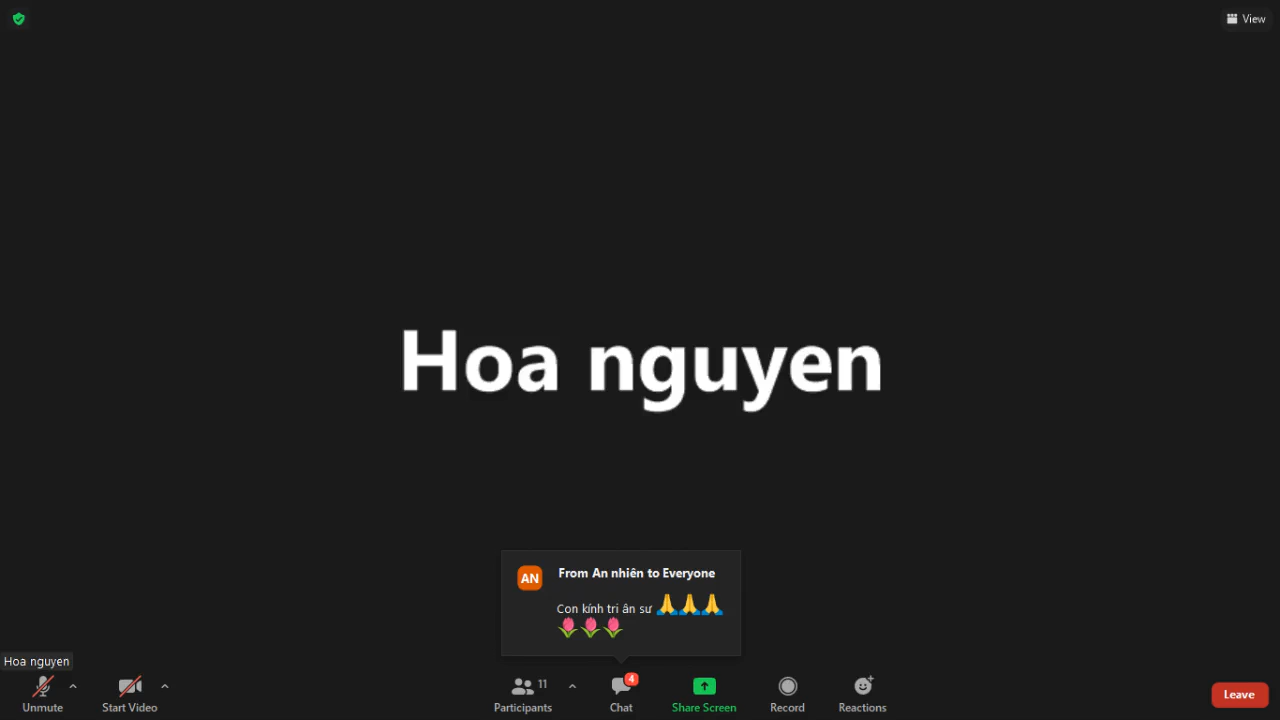 View
Hoa nguyen
AN
From An nhiên to Everyone
Con kính tri ân sư 🙏🙏🙏
🌷🌷🌷
Hoa nguyen
Unmute
Start Video
11
Participants
4
Chat
Share Screen
Record
Reactions
Leave